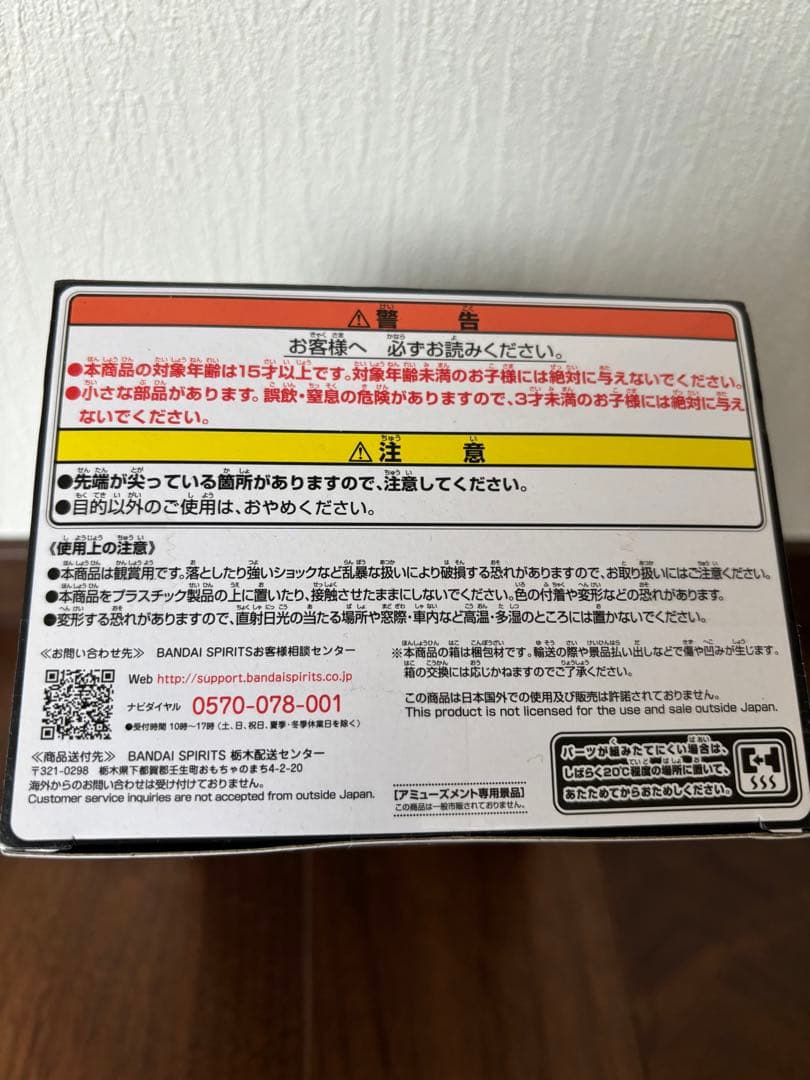 ⚠警告
お客様へ 必ずお読みください。
●本商品の対象年齢は15才以上です。対象年齢未満のお子様には絶対に与えないでください。
●小さな部品があります。誤飲・窒息の危険がありますので、3才未満のお子様には絶対に与え
ないでください。
⚠注意
●先端が尖っている箇所がありますので、注意してください。
●目的以外のご使用は、おやめください。
《使用上の注意》
●本商品は観賞用です。落としたり強いショックなど乱暴な扱いにより破損する恐れがありますので、お取り扱いにはご注意ください。
●本商品をプラスチック製品の上に置いたり、接触させたままにしないでください。色の付着や変形などの恐れがあります。
●変形する恐れがありますので、直射日光の当たる場所や窓際・車内など高温・多湿のところには置かないでください。
≪お問い合わせ先≫ BANDAI SPIRITSお客様相談センター
Web http://support.bandaispirits.co.jp
ナビダイヤル 0570-078-001
●受付時間 10時〜17時（土、日、祝日、夏季・冬季休業日を除く）
≪商品送付先≫ BANDAI SPIRITS 栃木配送センター
〒321-0298 栃木県下都賀郡壬生町おもちゃのまち4-2-20
海外からのお問い合わせは受け付けておりません。
Customer service inquiries are not accepted from outside Japan.
※本商品の箱は梱包材です。輸送の際や景品払い出しなどで傷や凹みが生じます。
箱の交換には応じかねますのでご了承ください。
この商品は日本国外での使用及び販売は許諾されておりません。
This product is not licensed for the use and sale outside Japan.
【アミューズメント専用景品】
この商品は一般市販されておりません。
パーツが組みたてにくい場合は、
しばらく20℃程度の場所に置いて、
あたためてからおためしください。